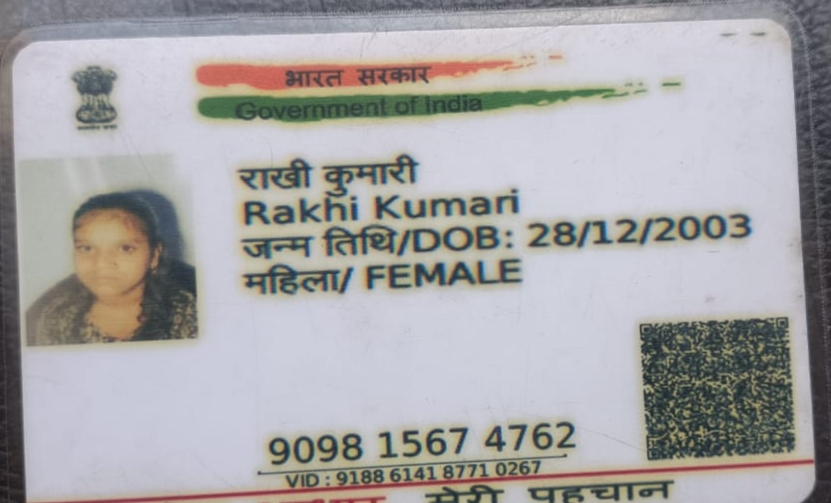 भारत सरकार
Government of India
राखी कुमारी
Rakhi Kumari
जन्म तिथि/DOB: 28/12/2003
महिला/ FEMALE
9098 1567 4762
VID : 9188 6141 8771 0267
मेरी पहचान